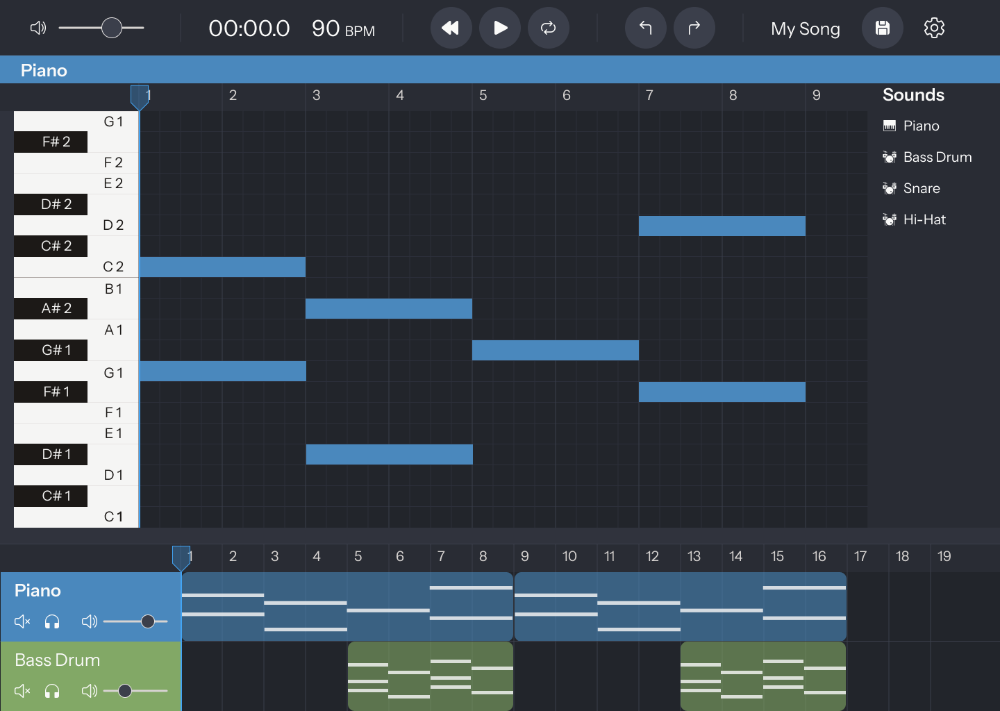 00:00.0 90 BPM My Song
Piano
1 2 3 4 5 6 7 8 9
Sounds
Piano
Bass Drum
Snare
Hi-Hat
G 1
F# 2
F 2
E 2
D# 2
D 2
C# 2
C 2
B 1
A# 2
A 1
G# 1
G 1
F# 1
F 1
E 1
D# 1
D 1
C# 1
C 1
1 2 3 4 5 6 7 8 9 10 11 12 13 14 15 16 17 18 19
Piano
Bass Drum